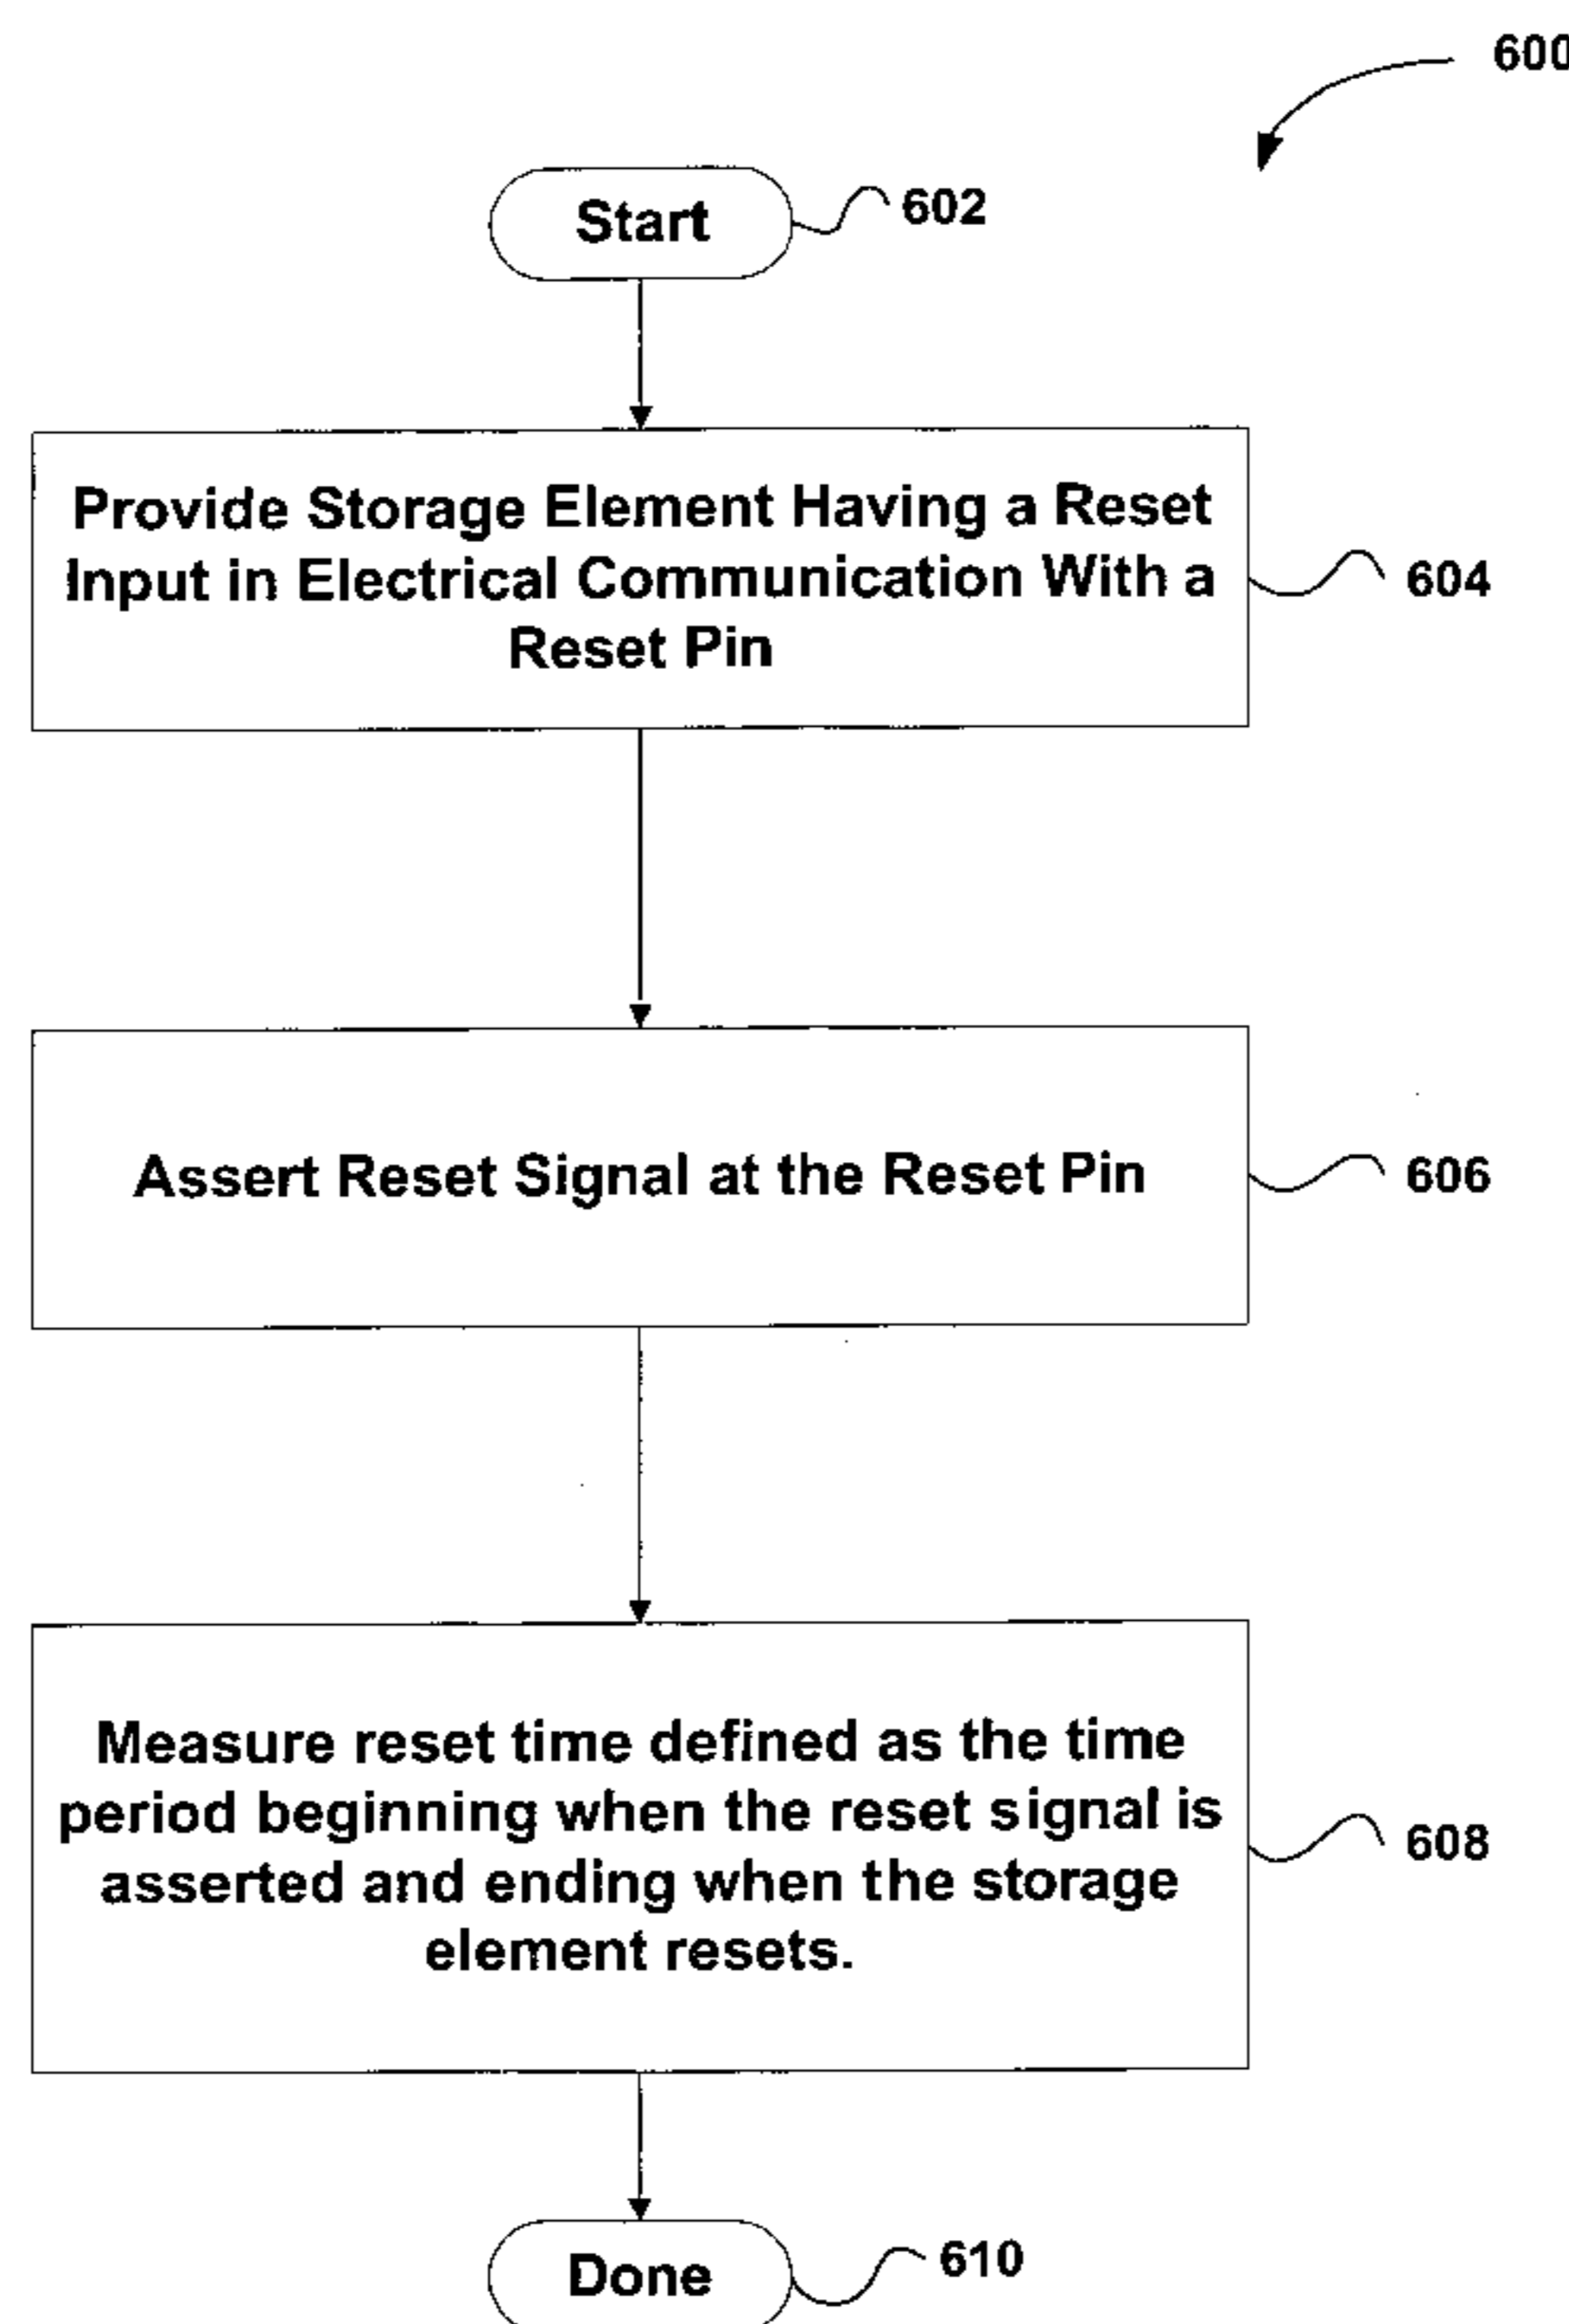 600
Start
602
Provide Storage Element Having a Reset
Input in Electrical Communication With a
Reset Pin
604
Assert Reset Signal at the Reset Pin
606
Measure reset time defined as the time
period beginning when the reset signal is
asserted and ending when the storage
element resets.
608
Done
610